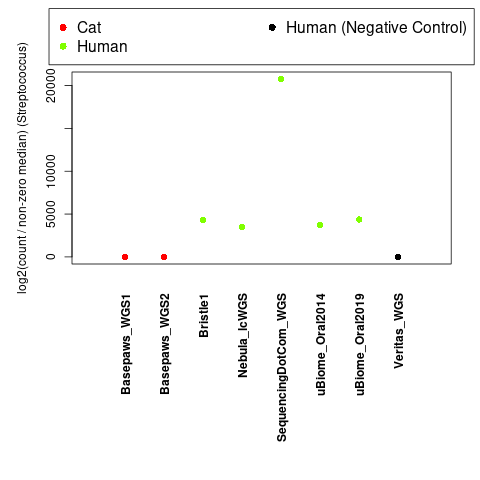 Cat
Human
Human (Negative Control)
log2(count / non-zero median) (Streptococcus)
20000
10000
5000
0
Basepaws_WGS1
Basepaws_WGS2
Bristle1
Nebula_lcWGS
SequencingDotCom_WGS
uBiome_Oral2014
uBiome_Oral2019
Veritas_WGS